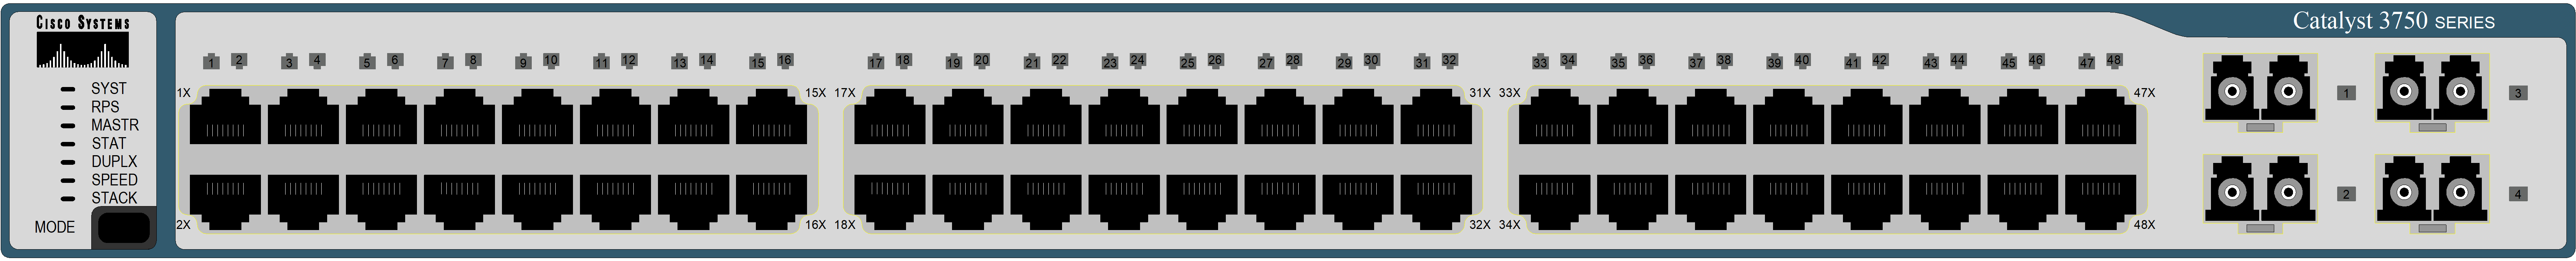 CISCO SYSTEMS
Catalyst 3750 SERIES
SYST
RPS
MASTR
STAT
DUPLX
SPEED
STACK
MODE
1 2 3 4 5 6 7 8 9 10 11 12 13 14 15 16 17 18 19 20 21 22 23 24 25 26 27 28 29 30 31 32 33 34 35 36 37 38 39 40 41 42 43 44 45 46 47 48
1X 15X 17X 31X 33X 47X
1 3
2X 16X 18X 32X 34X 48X
2 4